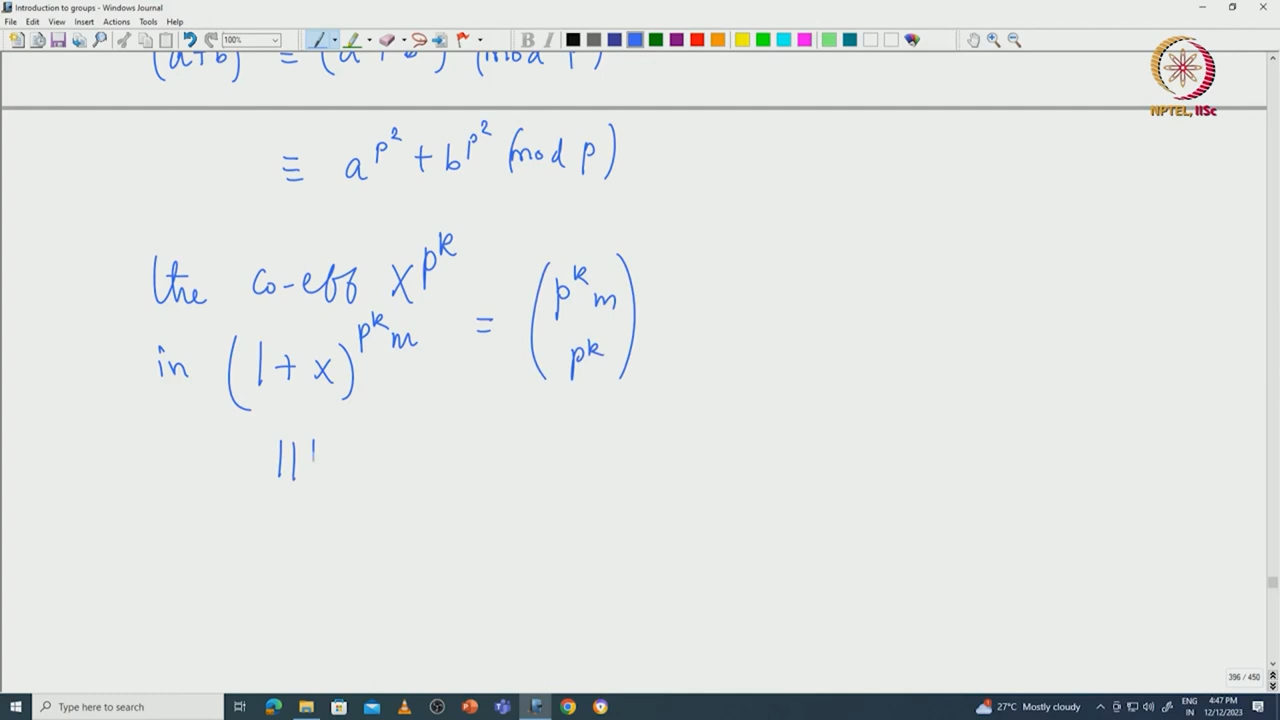 Introduction to groups - Windows Journal
File Edit View Insert Actions Tools Help
100%
B I
NPTEL, IISc
≡ a^{p^2} + b^{p^2} (mod p)
the co-eff x^{p^k}
in (1 + x)^{p^k m} = \binom{p^k m}{p^k}
396 / 450
Type here to search
27°C Mostly cloudy
ENG
IN
4:47 PM
12/12/2023